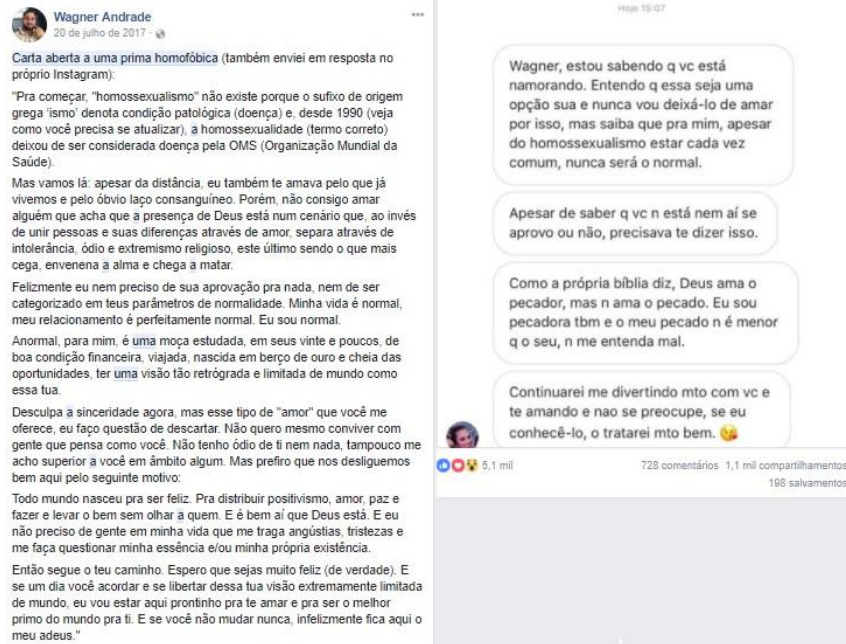 Wagner Andrade
20 de julho de 2017 ·
Carta aberta a uma prima homofóbica (também enviei em resposta no
próprio Instagram):
"Pra começar, "homossexualismo" não existe porque o sufixo de origem
grega 'ismo' denota condição patológica (doença) e, desde 1990 (veja
como você precisa se atualizar), a homossexualidade (termo correto)
deixou de ser considerada doença pela OMS (Organização Mundial da
Saúde).
Mas vamos lá: apesar da distância, eu também te amava pelo que já
vivemos e pelo óbvio laço consanguíneo. Porém, não consigo amar
alguém que acha que a presença de Deus está num cenário que, ao invés
de unir pessoas e suas diferenças através de amor, separa através de
intolerância, ódio e extremismo religioso, este último sendo o que mais
cega, envenena a alma e chega a matar.
Felizmente eu nem preciso de sua aprovação pra nada, nem de ser
categorizado em teus parâmetros de normalidade. Minha vida é normal,
meu relacionamento é perfeitamente normal. Eu sou normal.
Anormal, para mim, é uma moça estudada, em seus vinte e poucos, de
boa condição financeira, viajada, nascida em berço de ouro e cheia das
oportunidades, ter uma visão tão retrógrada e limitada de mundo como
essa tua.
Desculpa a sinceridade agora, mas esse tipo de "amor" que você me
oferece, eu faço questão de descartar. Não quero mesmo conviver com
gente que pensa como você. Não tenho ódio de ti nem nada, tampouco me
acho superior a você em âmbito algum. Mas prefiro que nos desliguemos
bem aqui pelo seguinte motivo:
Todo mundo nasceu pra ser feliz. Pra distribuir positivismo, amor, paz e
fazer e levar o bem sem olhar a quem. E é bem aí que Deus está. E eu
não preciso de gente em minha vida que me traga angústias, tristezas e
me faça questionar minha essência e/ou minha própria existência.
Então segue o teu caminho. Espero que sejas muito feliz (de verdade). E
se um dia você acordar e se libertar dessa tua visão extremamente limitada
de mundo, eu vou estar aqui prontinho pra te amar e pra ser o melhor
primo do mundo pra ti. E se você não mudar nunca, infelizmente fica aqui o
meu adeus."
Hoje 15:07
Wagner, estou sabendo q vc está
namorando. Entendo q essa seja uma
opção sua e nunca vou deixá-lo de amar
por isso, mas saiba que pra mim, apesar
do homossexualismo estar cada vez
comum, nunca será o normal.
Apesar de saber q vc n está nem aí se
aprovo ou não, precisava te dizer isso.
Como a própria bíblia diz, Deus ama o
pecador, mas n ama o pecado. Eu sou
pecadora tbm e o meu pecado n é menor
q o seu, n me entenda mal.
Continuarei me divertindo mto com vc e
te amando e nao se preocupe, se eu
conhecê-lo, o tratarei mto bem. 😘
5,1 mil
728 comentários 1,1 mil compartilhamentos
198 salvamentos